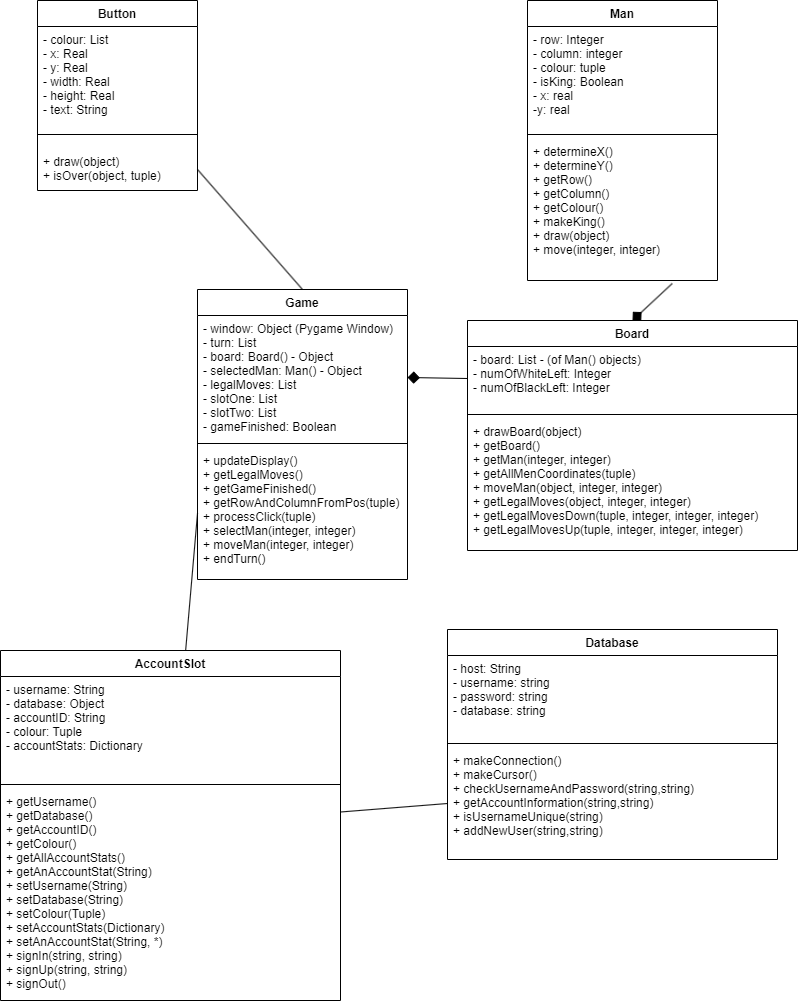 Button
- colour: List
- x: Real
- y: Real
- width: Real
- height: Real
- text: String
+ draw(object)
+ isOver(object, tuple)
Man
- row: Integer
- column: integer
- colour: tuple
- isKing: Boolean
- x: real
-y: real
+ determineX()
+ determineY()
+ getRow()
+ getColumn()
+ getColour()
+ makeKing()
+ draw(object)
+ move(integer, integer)
Game
- window: Object (Pygame Window)
- turn: List
- board: Board() - Object
- selectedMan: Man() - Object
- legalMoves: List
- slotOne: List
- slotTwo: List
- gameFinished: Boolean
+ updateDisplay()
+ getLegalMoves()
+ getGameFinished()
+ getRowAndColumnFromPos(tuple)
+ processClick(tuple)
+ selectMan(integer, integer)
+ moveMan(integer, integer)
+ endTurn()
Board
- board: List - (of Man() objects)
- numOfWhiteLeft: Integer
- numOfBlackLeft: Integer
+ drawBoard(object)
+ getBoard()
+ getMan(integer, integer)
+ getAllMenCoordinates(tuple)
+ moveMan(object, integer, integer)
+ getLegalMoves(object, integer, integer)
+ getLegalMovesDown(tuple, integer, integer, integer)
+ getLegalMovesUp(tuple, integer, integer, integer)
AccountSlot
- username: String
- database: Object
- accountID: String
- colour: Tuple
- accountStats: Dictionary
+ getUsername()
+ getDatabase()
+ getAccountID()
+ getColour()
+ getAllAccountStats()
+ getAnAccountStat(String)
+ setUsername(String)
+ setDatabase(String)
+ setColour(Tuple)
+ setAccountStats(Dictionary)
+ setAnAccountStat(String, *)
+ signIn(string, string)
+ signUp(string, string)
+ signOut()
Database
- host: String
- username: string
- password: string
- database: string
+ makeConnection()
+ makeCursor()
+ checkUsernameAndPassword(string,string)
+ getAccountInformation(string,string)
+ isUsernameUnique(string)
+ addNewUser(string,string)